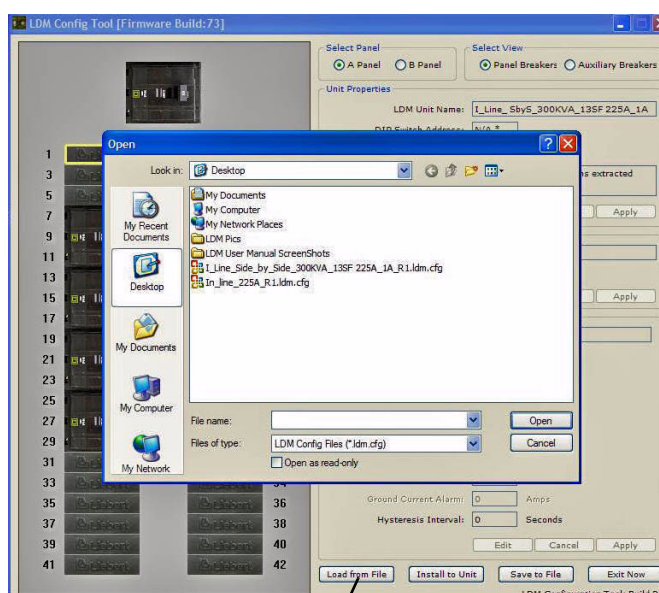 LDM Config Tool [Firmware Build:73]
Select Panel
A Panel
B Panel
Select View
Panel Breakers
Auxiliary Breakers
Unit Properties
LDM Unit Name:
I_Line_SbyS_300KVA_13SF 225A_1A
DIP Switch Address:
N/A *
s extracted
Apply
Apply
Open
Look in:
Desktop
My Recent
Documents
Desktop
My Documents
My Computer
My Network
My Documents
My Computer
My Network Places
LDM Pics
LDM User Manual ScreenShots
I_Line_Side_by_Side_300KVA_13SF 225A_1A_R1.ldm.cfg
In_line_225A_R1.ldm.cfg
File name:
Open
Files of type:
LDM Config Files (*.ldm.cfg)
Cancel
Open as read-only
1
3
5
7
9
11
13
15
17
19
21
23
25
27
29
31
33
34
35
36
37
38
39
40
41
42
Ground Current Alarm:
0
Amps
Hysteresis Interval:
0
Seconds
Edit
Cancel
Apply
Load from File
Install to Unit
Save to File
Exit Now